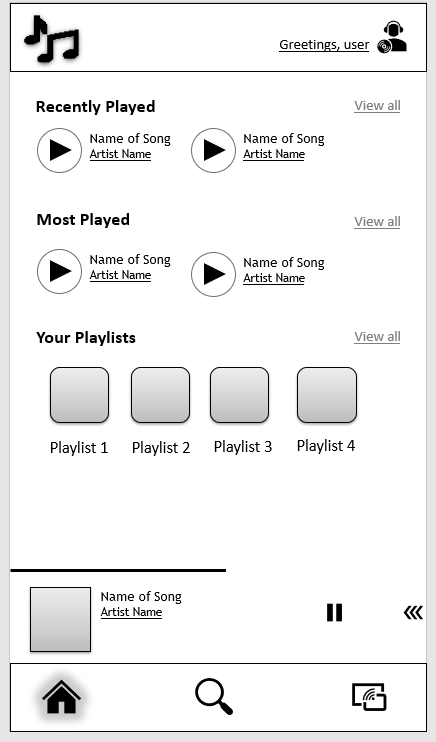 Greetings, user
Recently Played
View all
Name of Song
Artist Name
Name of Song
Artist Name
Most Played
View all
Name of Song
Artist Name
Name of Song
Artist Name
Your Playlists
View all
Playlist 1
Playlist 2
Playlist 3
Playlist 4
Name of Song
Artist Name